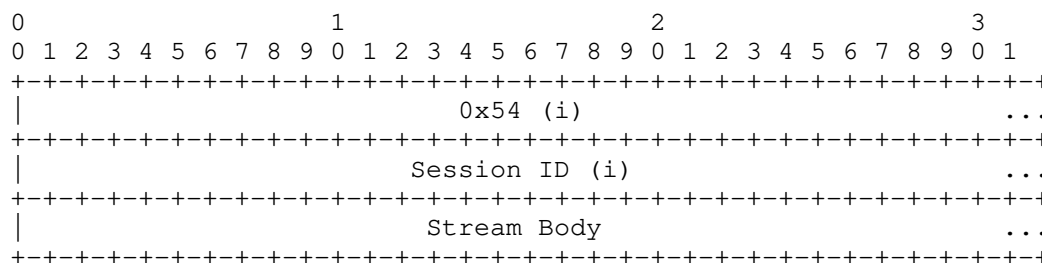 0                   1                   2                   3
0 1 2 3 4 5 6 7 8 9 0 1 2 3 4 5 6 7 8 9 0 1 2 3 4 5 6 7 8 9 0 1
+-+-+-+-+-+-+-+-+-+-+-+-+-+-+-+-+-+-+-+-+-+-+-+-+-+-+-+-+-+-+-+-+
|                           0x54 (i)                          ...
+-+-+-+-+-+-+-+-+-+-+-+-+-+-+-+-+-+-+-+-+-+-+-+-+-+-+-+-+-+-+-+-+
|                        Session ID (i)                       ...
+-+-+-+-+-+-+-+-+-+-+-+-+-+-+-+-+-+-+-+-+-+-+-+-+-+-+-+-+-+-+-+-+
|                         Stream Body                         ...
+-+-+-+-+-+-+-+-+-+-+-+-+-+-+-+-+-+-+-+-+-+-+-+-+-+-+-+-+-+-+-+-+